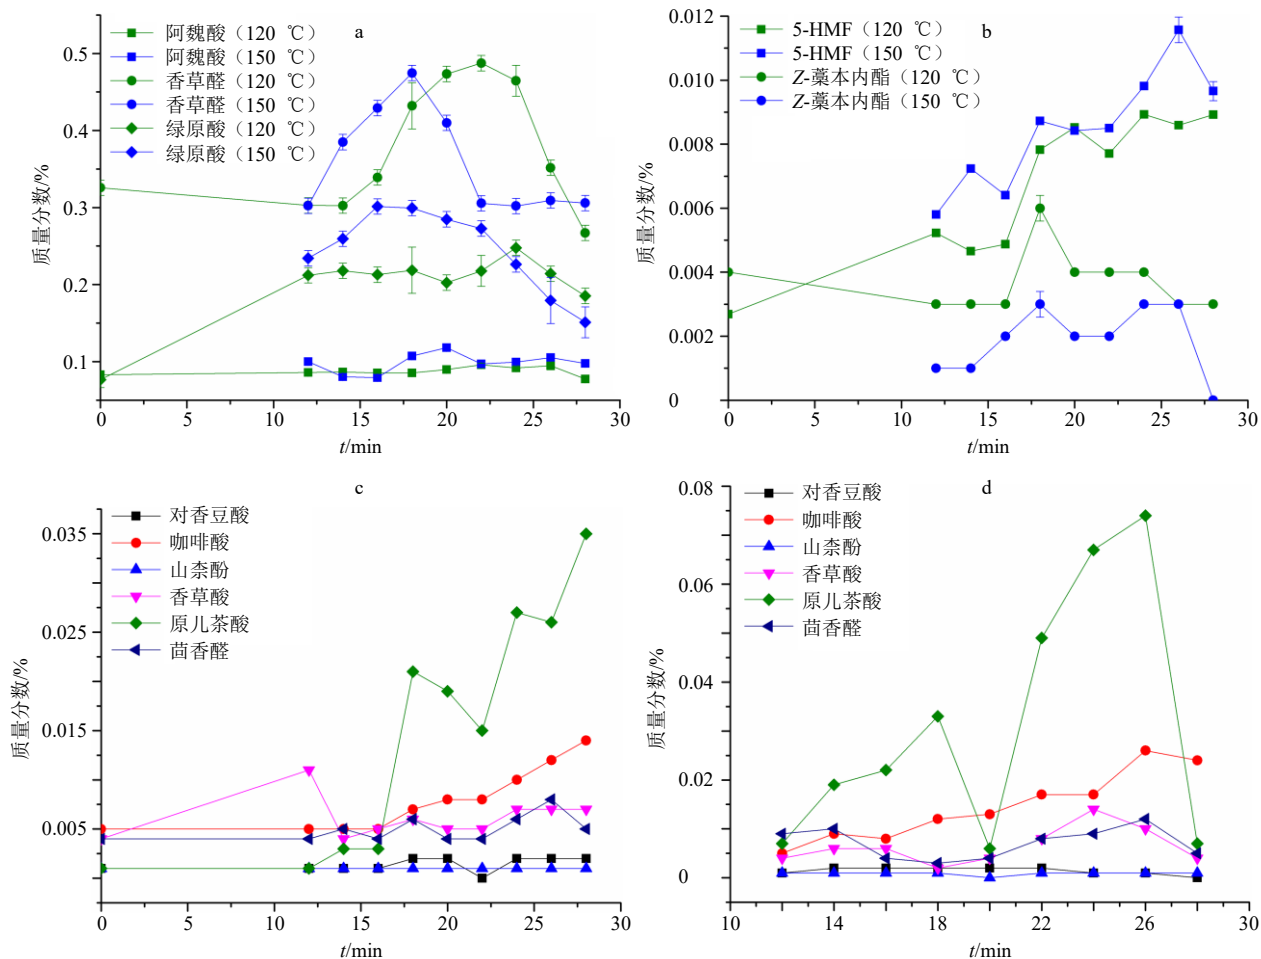 a
阿魏酸（120 ℃）
阿魏酸（150 ℃）
香草醛（120 ℃）
香草醛（150 ℃）
绿原酸（120 ℃）
绿原酸（150 ℃）
质量分数/%
0.5
0.4
0.3
0.2
0.1
0 5 10 15 20 25 30
t/min
b
5-HMF（120 ℃）
5-HMF（150 ℃）
Z-藁本内酯（120 ℃）
Z-藁本内酯（150 ℃）
质量分数/%
0.012
0.010
0.008
0.006
0.004
0.002
0
0 5 10 15 20 25 30
t/min
c
对香豆酸
咖啡酸
山柰酚
香草酸
原儿茶酸
茴香醛
质量分数/%
0.035
0.025
0.015
0.005
0 5 10 15 20 25 30
t/min
d
对香豆酸
咖啡酸
山柰酚
香草酸
原儿茶酸
茴香醛
质量分数/%
0.08
0.06
0.04
0.02
0
10 12 14 16 18 20 22 24 26 30
t/min